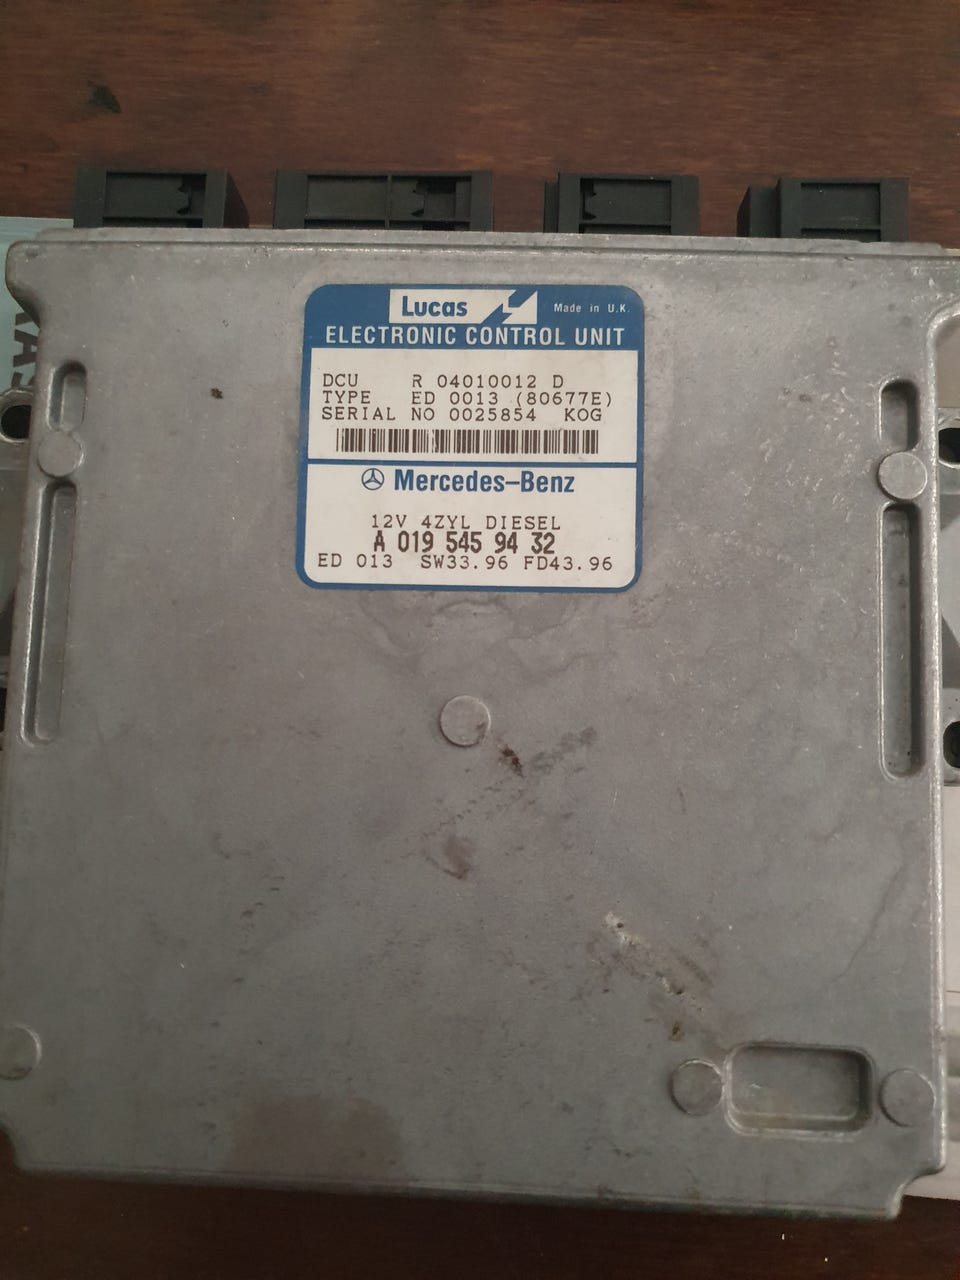 Lucas Made in U.K.
ELECTRONIC CONTROL UNIT
DCU R 04010012 D
TYPE ED 0013 (80677E)
SERIAL NO 0025854 KOG
Mercedes-Benz
12V 4ZYL DIESEL
A 019 545 94 32
ED 013 SW33.96 FD43.96